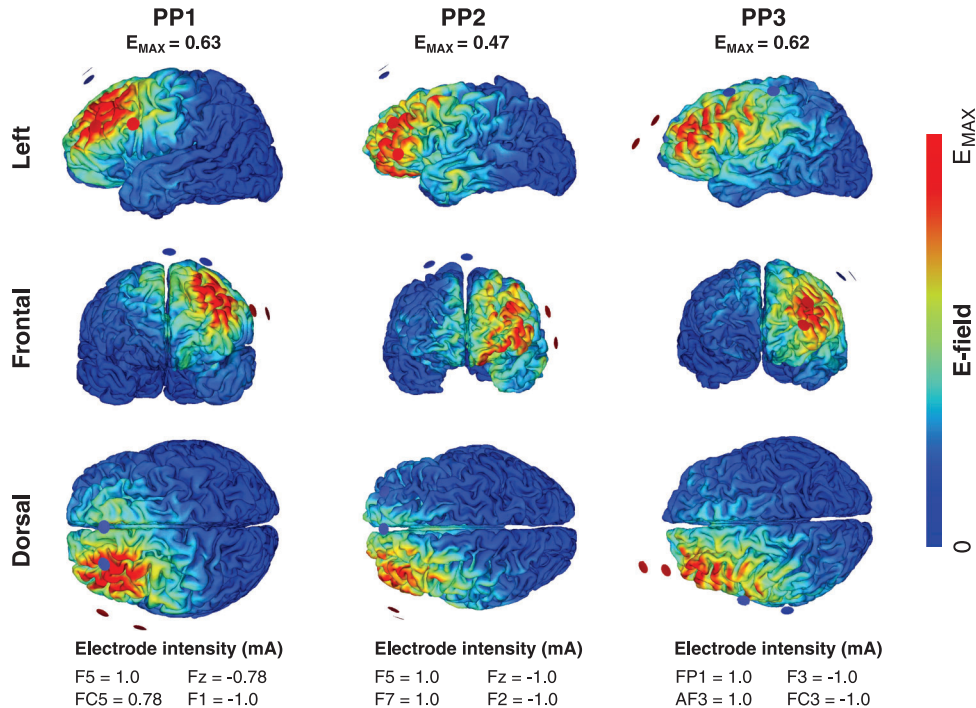 PP1
E_MAX = 0.63
PP2
E_MAX = 0.47
PP3
E_MAX = 0.62
Left
Frontal
Dorsal
E_MAX
E-field
0
Electrode intensity (mA)
F5 = 1.0 Fz = -0.78
FC5 = 0.78 F1 = -1.0
Electrode intensity (mA)
F5 = 1.0 Fz = -1.0
F7 = 1.0 F2 = -1.0
Electrode intensity (mA)
FP1 = 1.0 F3 = -1.0
AF3 = 1.0 FC3 = -1.0